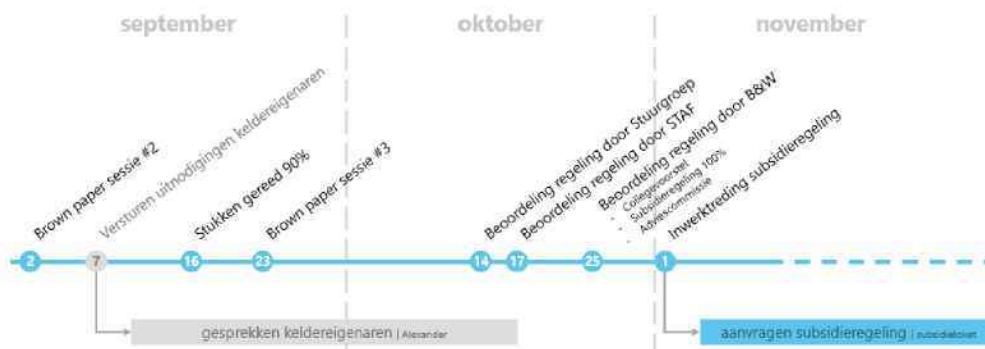 september
oktober
november
Brown paper sessie #2
Versturen uitnodigingen keldereigenaren
Stukken gereed 90%
Brown paper sessie #3
Beoordeling regeling door Stuurgroep
Beoordeling regeling door STAF
Beoordeling regeling door B&W
- Collegevoorstel
- Subsidieregeling 100%
- Adviescommissie
Inwerktreding subsidieregeling
2
7
16
23
14
17
25
1
gesprekken keldereigenaren | Alexander
aanvragen subsidieregeling | subsidieloket